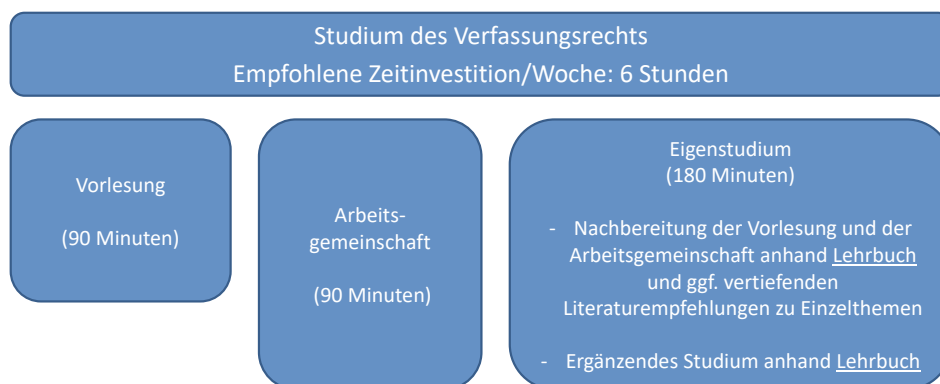 Studium des Verfassungsrechts
Empfohlene Zeitinvestition/Woche: 6 Stunden
Vorlesung
(90 Minuten)
Arbeits-
gemeinschaft
(90 Minuten)
Eigenstudium
(180 Minuten)
- Nachbereitung der Vorlesung und der
Arbeitsgemeinschaft anhand Lehrbuch
und ggf. vertiefenden
Literaturempfehlungen zu Einzelthemen
- Ergänzendes Studium anhand Lehrbuch